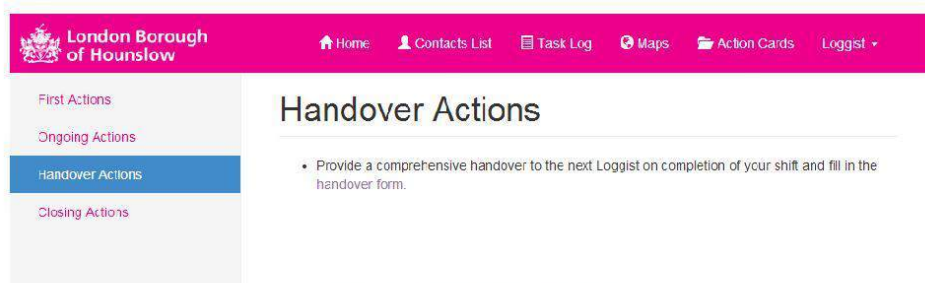 London Borough
of Hounslow
Home
Contacts List
Task Log
Maps
Action Cards
Loggist
First Actions
Ongoing Actions
Handover Actions
Closing Actions
Handover Actions
• Provide a comprehensive handover to the next Loggist on completion of your shift and fill in the
handover form.